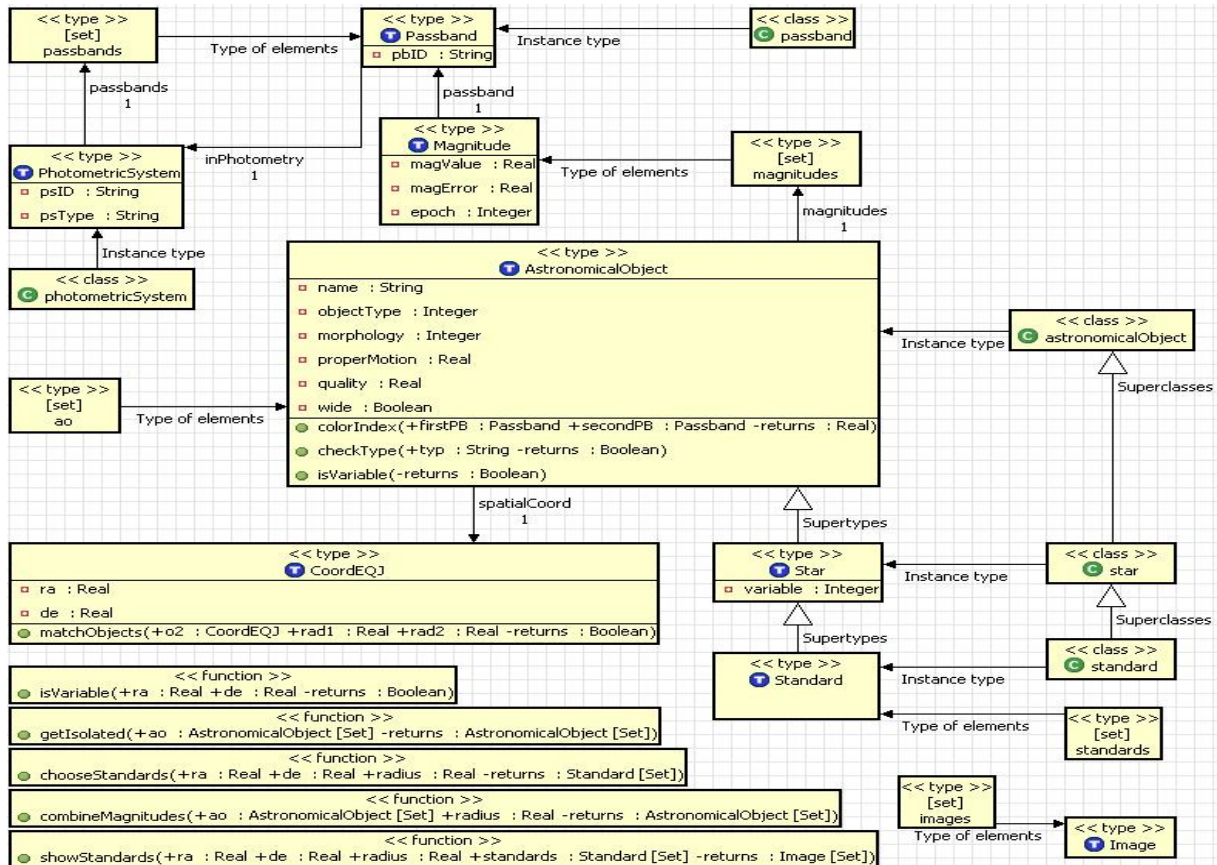 << type >>
[set]
passbands
Type of elements
<< type >>
Passband
pbID : String
Instance type
<< class >>
passband
passbands
1
passband
1
inPhotometry
1
<< type >>
PhotometricSystem
psID : String
psType : String
Instance type
<< class >>
photometricSystem
<< type >>
Magnitude
magValue : Real
magError : Real
epoch : Integer
Type of elements
<< type >>
[set]
magnitudes
magnitudes
1
<< type >>
AstronomicalObject
name : String
objectType : Integer
morphology : Integer
properMotion : Real
quality : Real
wide : Boolean
colorIndex(+firstPB : Passband +secondPB : Passband -returns : Real)
checkType(+typ : String -returns : Boolean)
isVariable(-returns : Boolean)
<< type >>
[set]
ao
Type of elements
Instance type
<< class >>
astronomicalObject
Superclasses
spatialCoord
1
Supertypes
<< type >>
CoordEQJ
ra : Real
de : Real
matchObjects(+o2 : CoordEQJ +rad1 : Real +rad2 : Real -returns : Boolean)
<< type >>
Star
variable : Integer
Instance type
<< class >>
star
Supertypes
Superclasses
<< type >>
Standard
Instance type
<< class >>
standard
Type of elements
<< type >>
[set]
standards
<< function >>
isVariable(+ra : Real +de : Real -returns : Boolean)
<< function >>
getIsolated(+ao : AstronomicalObject [Set] -returns : AstronomicalObject [Set])
<< function >>
chooseStandards(+ra : Real +de : Real +radius : Real -returns : Standard [Set])
<< function >>
combineMagnitudes(+ao : AstronomicalObject [Set] +radius : Real -returns : AstronomicalObject [Set])
<< function >>
showStandards(+ra : Real +de : Real +radius : Real +standards : Standard [Set] -returns : Image [Set])
<< type >>
[set]
images
Type of elements
<< type >>
Image